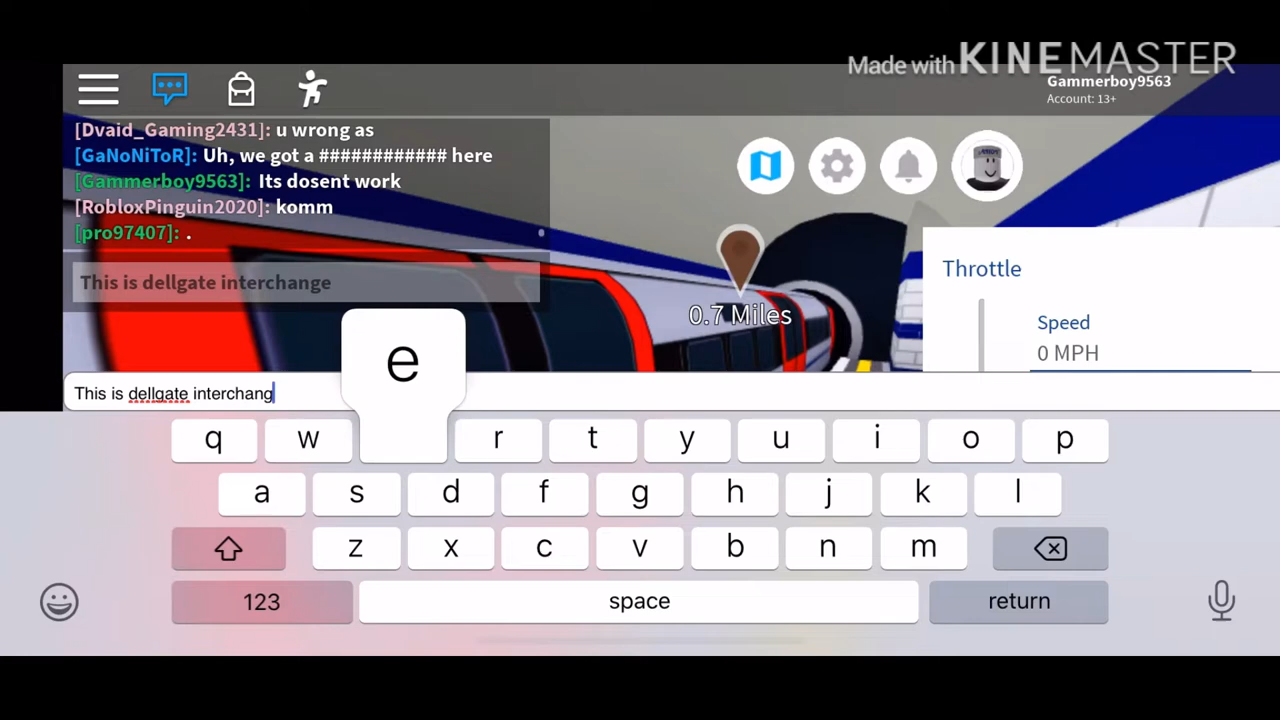 Made with KINEMASTER
Gammerboy9563
Account: 13+
[Dvaid_Gaming2431]: u wrong as
[GaNoNiToR]: Uh, we got a ############ here
[Gammerboy9563]: Its dosent work
[RobloxPinguin2020]: komm
[pro97407]: .
This is dellgate interchange
0.7 Miles
Throttle
Speed
0 MPH
This is dellgate interchang
e
q w r t y u i o p
a s d f g h j k l
z x c v b n m
123 space return